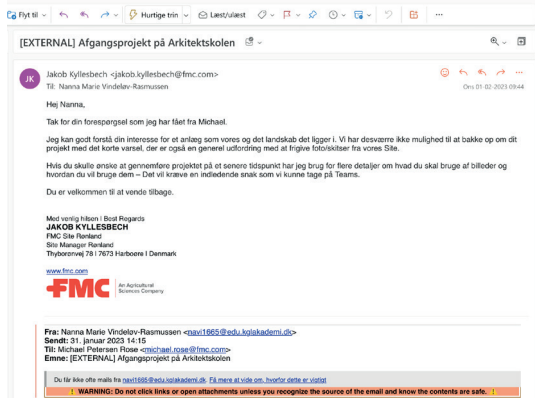 Flyt til
Hurtige trin
Læst/ulæst
[EXTERNAL] Afgangsprojekt på Arkitektskolen
JK
Jakob Kyllesbech <jakob.kyllesbech@fmc.com>
Til: Nanna Marie Vindeløv-Rasmussen
Ons 01-02-2023 09:44
Hej Nanna,
Tak for din forespørgsel som jeg har fået fra Michael.
Jeg kan godt forstå din interesse for et anlæg som vores og det landskab det ligger i. Vi har desværre ikke mulighed til at bakke op om dit
projekt med det korte varsel, der er også en generel udfordring med at frigive foto/skitser fra vores Site.
Hvis du skulle ønske at gennemføre projektet på et senere tidspunkt har jeg brug for flere detaljer om hvad du skal bruge af billeder og
hvordan du vil bruge dem – Det vil kræve en indledende snak som vi kunne tage på Teams.
Du er velkommen til at vende tilbage.
Med venlig hilsen I Best Regards
JAKOB KYLLESBECH
FMC Site Rønland
Site Manager Rønland
Thyborønvej 78 I 7673 Harboøre I Denmark
www.fmc.com
FMC
An Agricultural
Sciences Company
Fra: Nanna Marie Vindeløv-Rasmussen <navi1665@edu.kglakademi.dk>
Sendt: 31. januar 2023 14:15
Til: Michael Petersen Rose <michael.rose@fmc.com>
Emne: [EXTERNAL] Afgangsprojekt på Arkitektskolen
Du får ikke ofte mails fra navi1665@edu.kglakademi.dk. Få mere at vide om, hvorfor dette er vigtigt
WARNING: Do not click links or open attachments unless you recognize the source of the email and know the contents are safe.